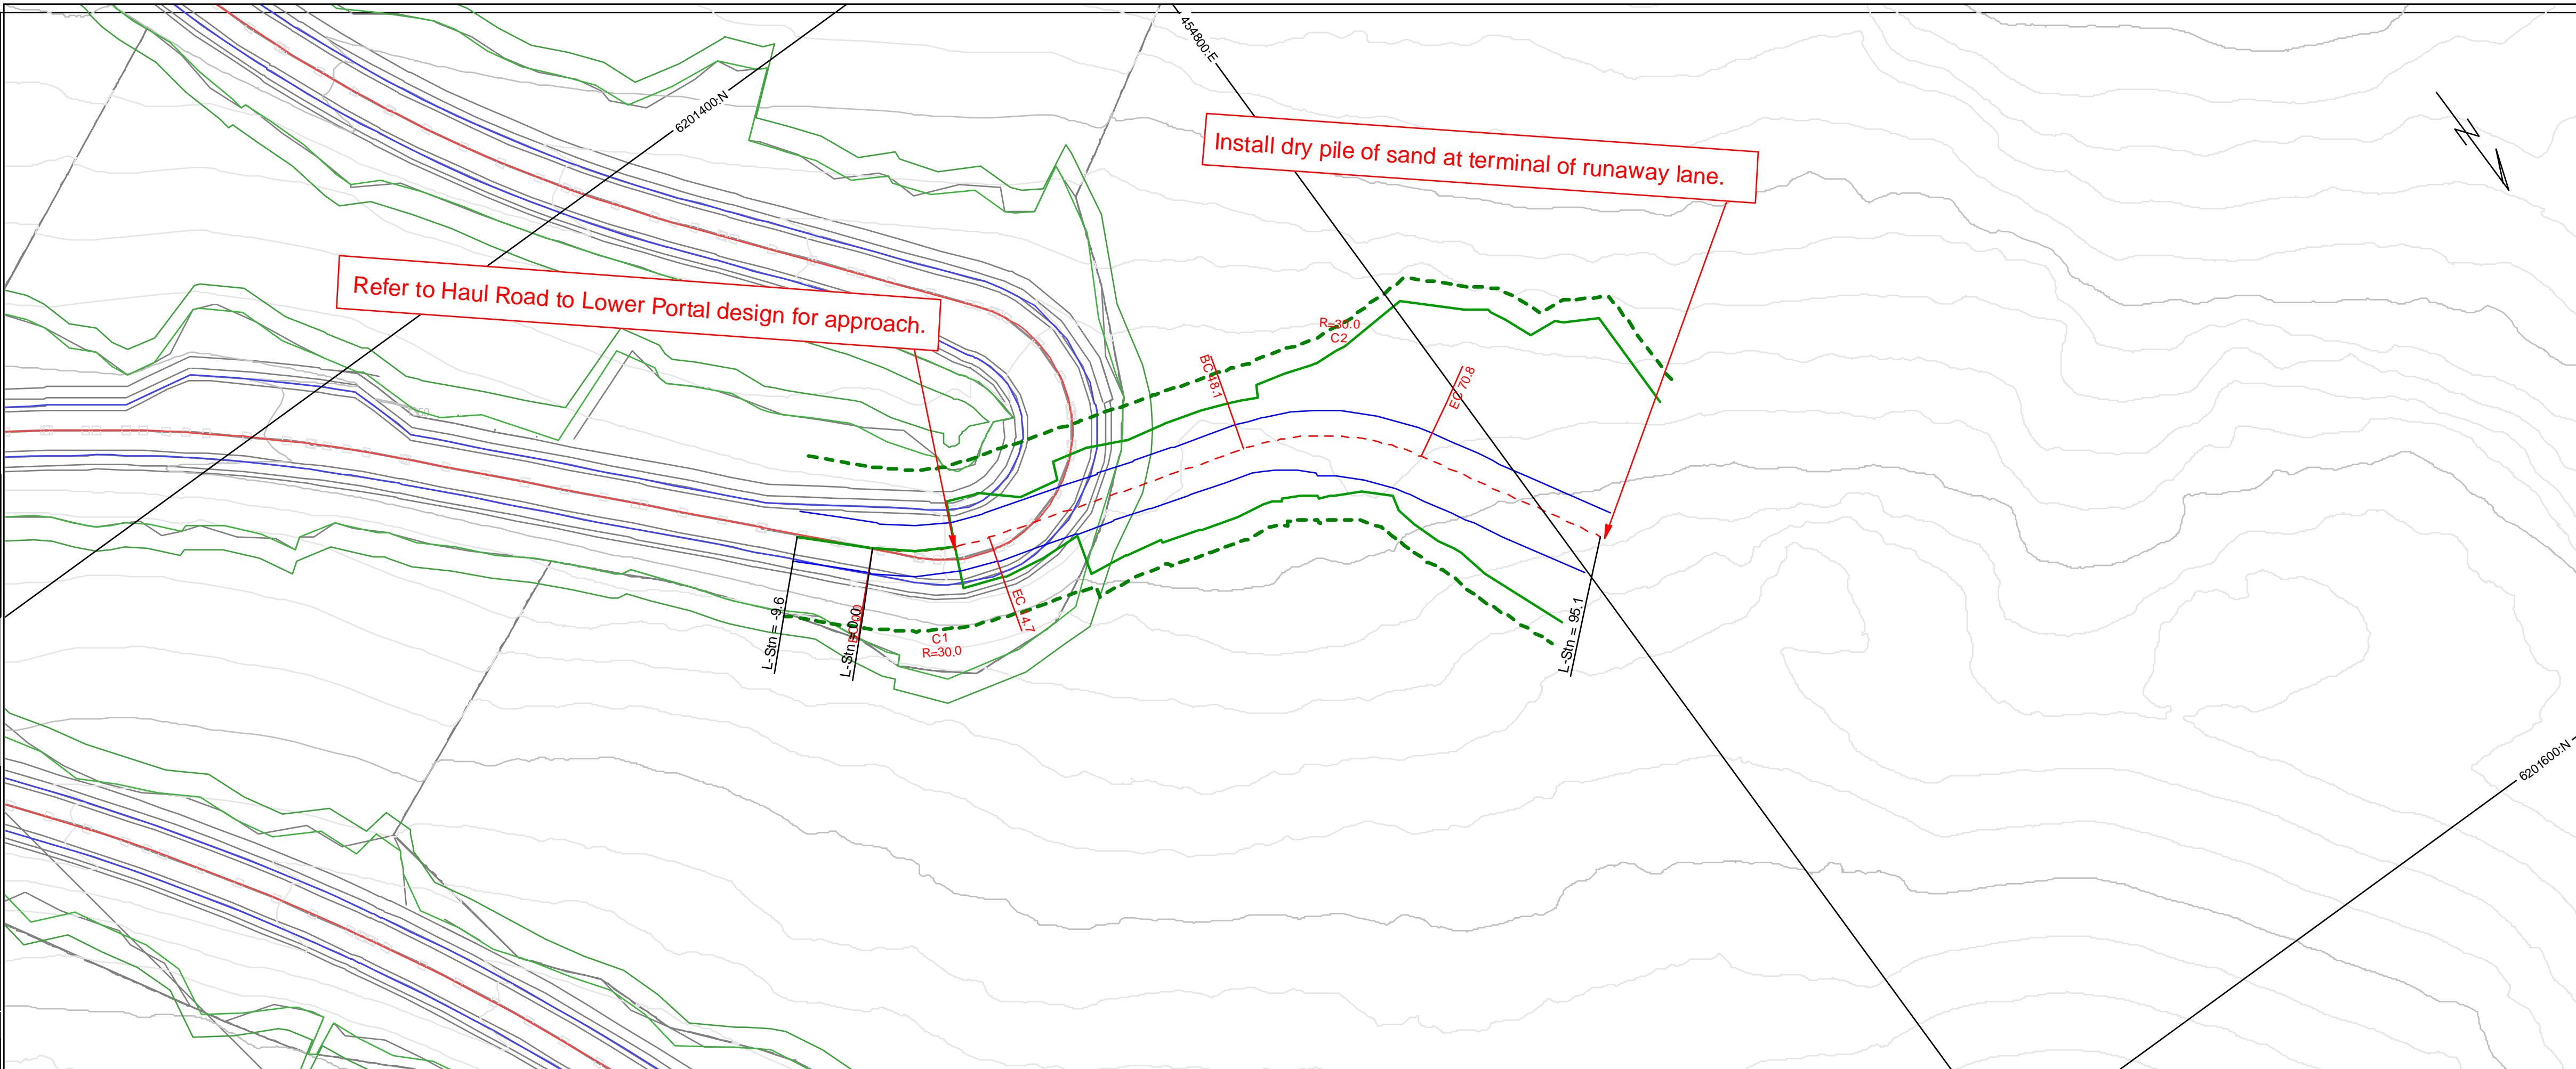 454800:E
6201400:N
Install dry pile of sand at terminal of runaway lane.
Refer to Haul Road to Lower Portal design for approach.
R=30.0
C2
BC 48.1
EC 70.8
EC 14.7
C1
R=30.0
L-Stn = -9.6
L-Stn = 0.0
L-Stn = 95.1
6201600:N
N